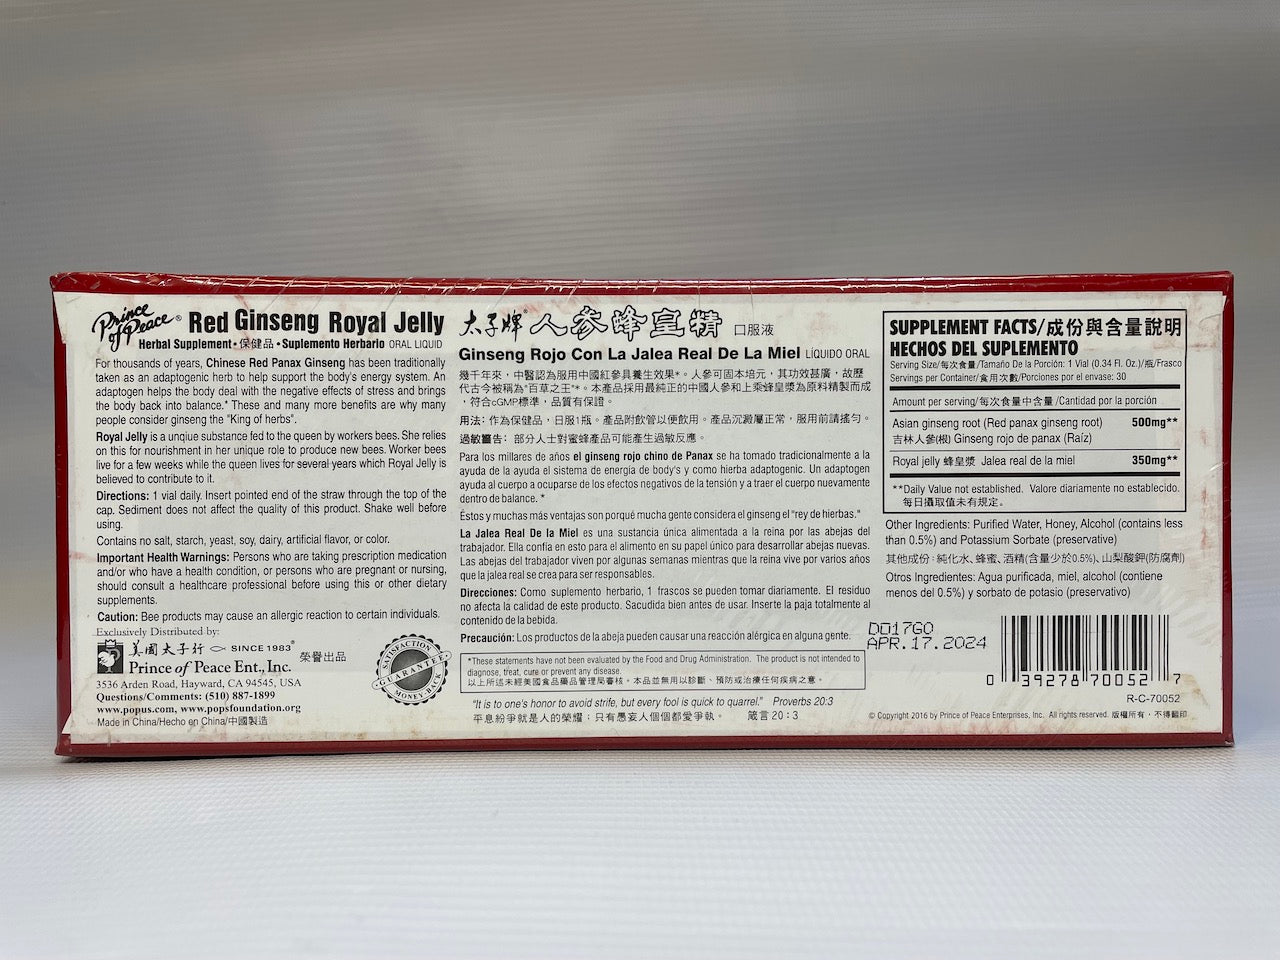 Prince of Peace® Red Ginseng Royal Jelly
Herbal Supplement • 保健品 • Suplemento Herbario ORAL LIQUID
For thousands of years, Chinese Red Panax Ginseng has been traditionally
taken as an adaptogenic herb to help support the body's energy system. An
adaptogen helps the body deal with the negative effects of stress and brings
the body back into balance.* These and many more benefits are why many
people consider ginseng the "King of herbs".
Royal Jelly is a unqiue substance fed to the queen by workers bees. She relies
on this for nourishment in her unique role to produce new bees. Worker bees
live for a few weeks while the queen lives for several years which Royal Jelly is
believed to contribute to it.
Directions: 1 vial daily. Insert pointed end of the straw through the top of the
cap. Sediment does not affect the quality of this product. Shake well before
using.
Contains no salt, starch, yeast, soy, dairy, artificial flavor, or color.
Important Health Warnings: Persons who are taking prescription medication
and/or who have a health condition, or persons who are pregnant or nursing,
should consult a healthcare professional before using this or other dietary
supplements.
Caution: Bee products may cause an allergic reaction to certain individuals.
Exclusively Distributed by:
美國太子行 SINCE 1983® 榮譽出品
Prince of Peace Ent., Inc.
3536 Arden Road, Hayward, CA 94545, USA
Questions/Comments: (510) 887-1899
www.popus.com, www.popsfoundation.org
Made in China/Hecho en China/中國製造
SATISFACTION
GUARANTEE
MONEY-BACK
太子牌® 人参蜂皇精 口服液
Ginseng Rojo Con La Jalea Real De La Miel LÍQUIDO ORAL
幾千年來，中醫認為服用中國紅參具養生效果*。人參可固本培元，其功效甚廣，故歷
代古今被稱為"百草之王"*。本產品採用最純正的中國人參和上乘蜂皇漿為原料精製而成
，符合cGMP標準，品質有保證。
用法：作為保健品，日服1瓶。產品附飲管以便飲用。產品沉澱屬正常，服用前請搖勻。
過敏警告：部分人士對蜜蜂產品可能產生過敏反應。
Para los millares de años el ginseng rojo chino de Panax se ha tomado tradicionalmente a la
ayuda de la ayuda el sistema de energía de body's y como hierba adaptogenic. Un adaptogen
ayuda al cuerpo a ocuparse de los efectos negativos de la tensión y a traer el cuerpo nuevamente
dentro de balance. *
Éstos y muchas más ventajas son porqué mucha gente considera el ginseng el "rey de hierbas."
La Jalea Real De la Miel es una sustancia única alimentada a la reina por las abejas del
trabajador. Ella confía en esto para el alimento en su papel único para desarrollar abejas nuevas.
Las abejas del trabajador viven por algunas semanas mientras que la reina vive por varios años
que la jalea real se crea para ser responsables.
Direcciones: Como suplemento herbario, 1 frascos se pueden tomar diariamente. El residuo
no afecta la calidad de este producto. Sacudida bien antes de usar. Inserte la paja totalmente al
contenido de la bebida.
Precaución: Los productos de la abeja pueden causar una reacción alérgica en alguna gente.
*These statements have not been evaluated by the Food and Drug Administration. The product is not intended to
diagnose, treat, cure or prevent any disease.
以上所述未經美國食品藥品管理局審核。本品並無用以診斷、預防或治療任何疾病之意。
"It is to one's honor to avoid strife, but every fool is quick to quarrel." Proverbs 20:3
平息紛爭就是人的榮耀；只有愚妄人個個都愛爭執。 箴言 20：3
SUPPLEMENT FACTS/成份與含量說明
HECHOS DEL SUPLEMENTO
Serving Size/每次食量/Tamaño De la Porción: 1 Vial (0.34 Fl. Oz.)/瓶/Frasco
Servings per Container/食用次數/Porciones por el envase: 30
Amount per serving/每次食量中含量 /Cantidad por la porción
Asian ginseng root (Red panax ginseng root) 500mg**
吉林人參(根) Ginseng rojo de panax (Raíz)
Royal jelly 蜂皇漿 Jalea real de la miel 350mg**
**Daily Value not established. Valore diariamente no establecido.
每日攝取值未有規定。
Other Ingredients: Purified Water, Honey, Alcohol (contains less
than 0.5%) and Potassium Sorbate (preservative)
其他成份：純化水、蜂蜜、酒精(含量少於0.5%)、山梨酸鉀(防腐劑)
Otros Ingredientes: Agua purificada, miel, alcohol (contiene
menos del 0.5%) y sorbato de potasio (preservativo)
D017G0
APR.17.2024
0 39278 70052 7
R-C-70052
© Copyright 2016 by Prince of Peace Enterprises, Inc. All rights reserved. 版權所有，不得翻印